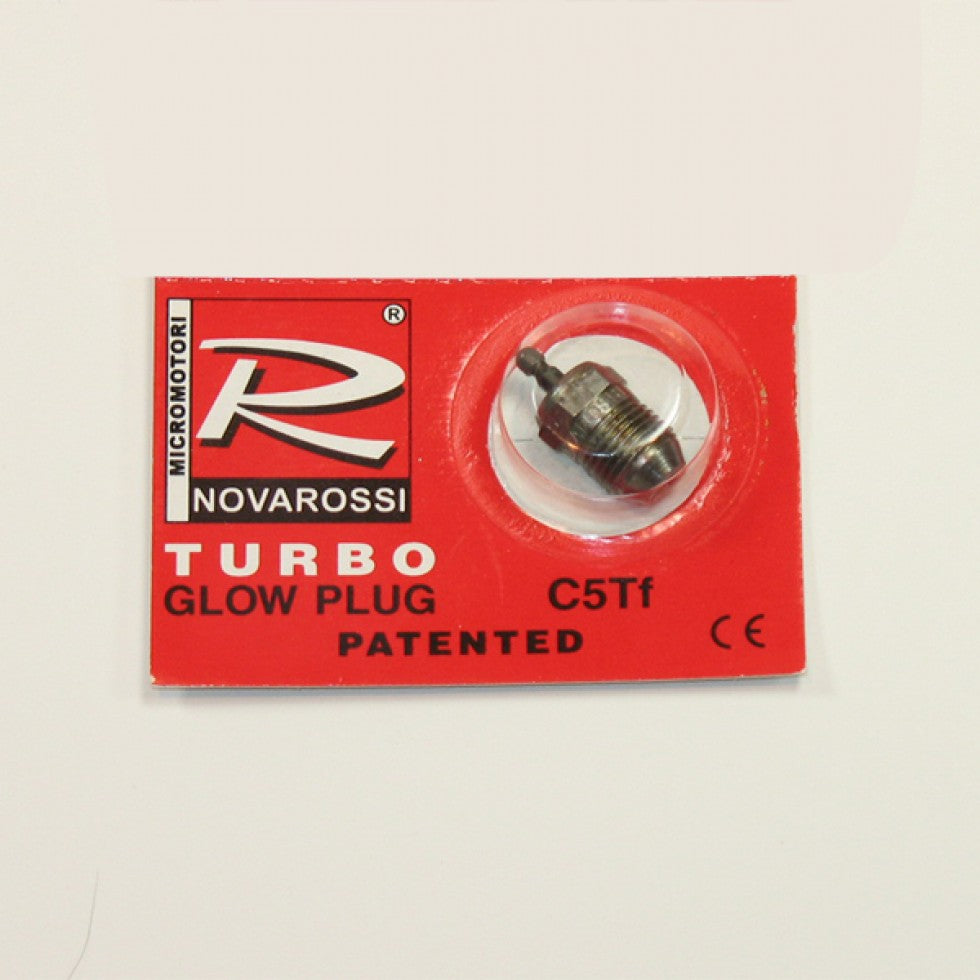 MICROMOTORI
R ®
NOVAROSSI
TURBO
GLOW PLUG
C5Tf
PATENTED
CE